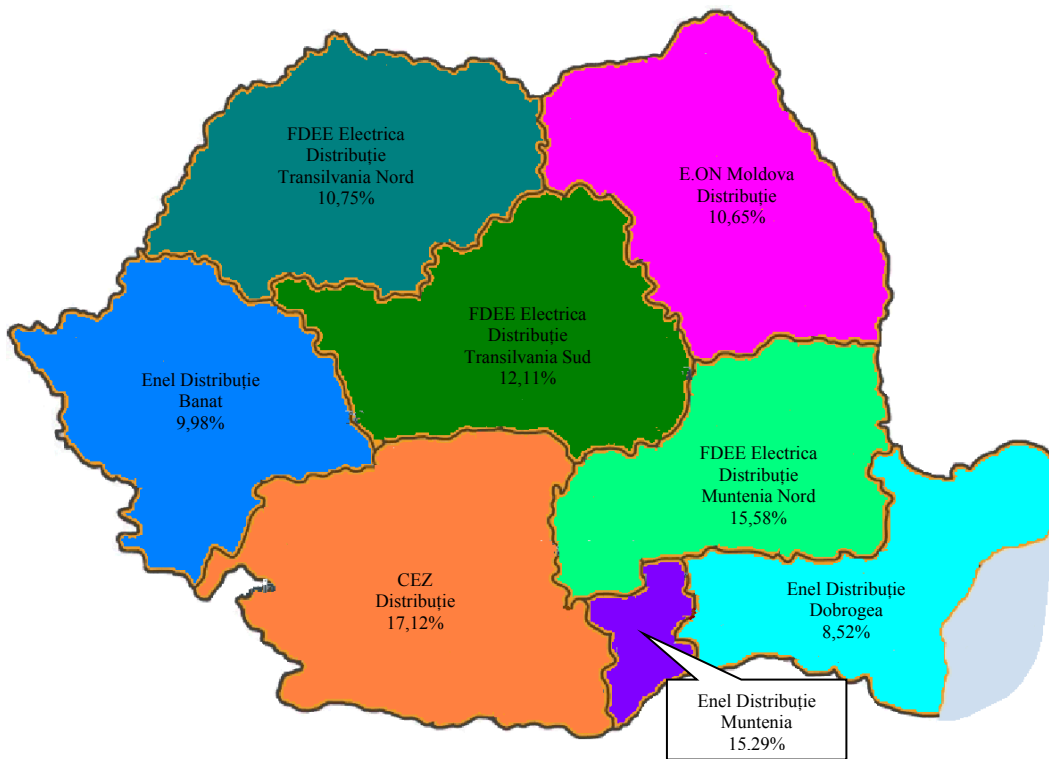 FDEE Electrica
Distribuție
Transilvania Nord
10,75%
E.ON Moldova
Distribuție
10,65%
FDEE Electrica
Distribuție
Transilvania Sud
12,11%
Enel Distribuție
Banat
9,98%
FDEE Electrica
Distribuție
Muntenia Nord
15,58%
CEZ
Distribuție
17,12%
Enel Distribuție
Dobrogea
8,52%
Enel Distribuție
Muntenia
15.29%